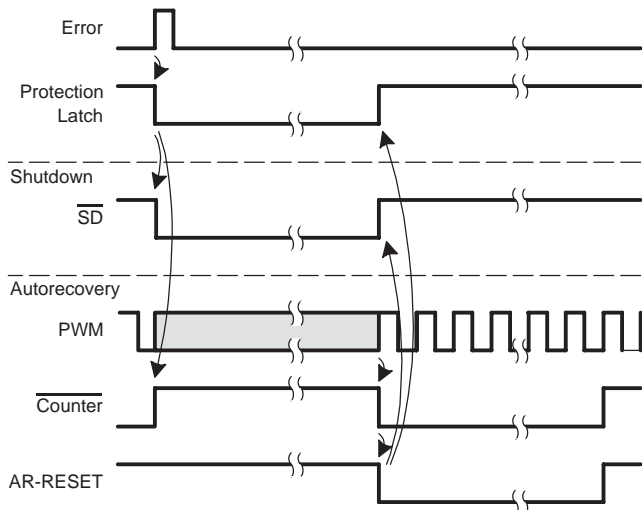 Error
Protection
Latch
Shutdown
SD
Autorecovery
PWM
Counter
AR-RESET